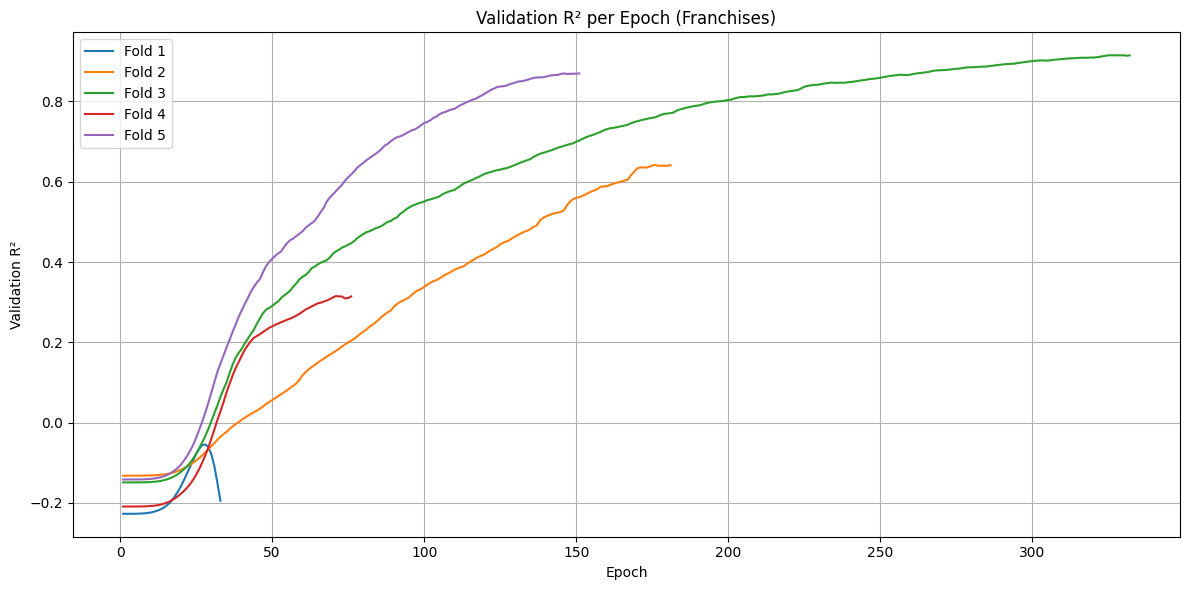 Validation R² per Epoch (Franchises)
Fold 1
Fold 2
Fold 3
Fold 4
Fold 5
Validation R²
0.8
0.6
0.4
0.2
0.0
−0.2
0
50
100
150
200
250
300
Epoch